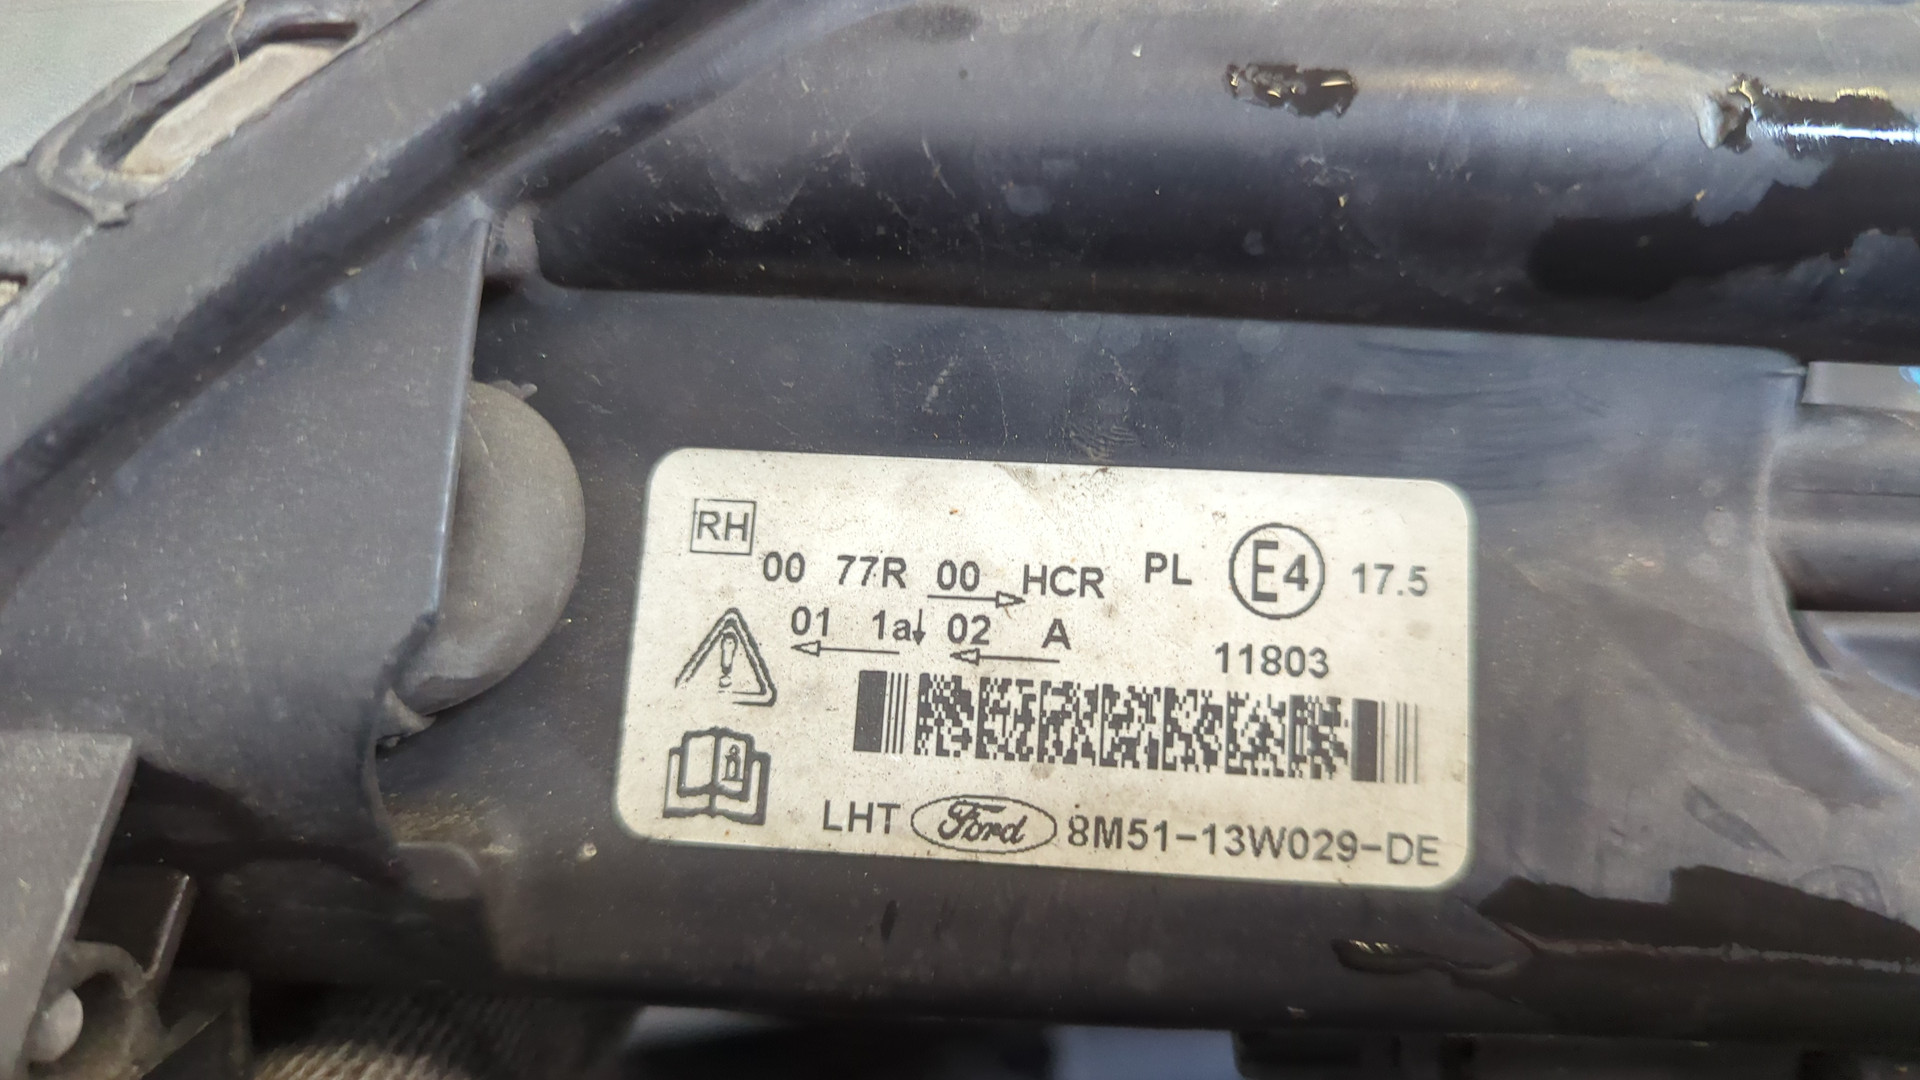 RH
00 77R 00 HCR PL E4 17.5
01 1a 02 A 11803
LHT Ford 8M51-13W029-DE